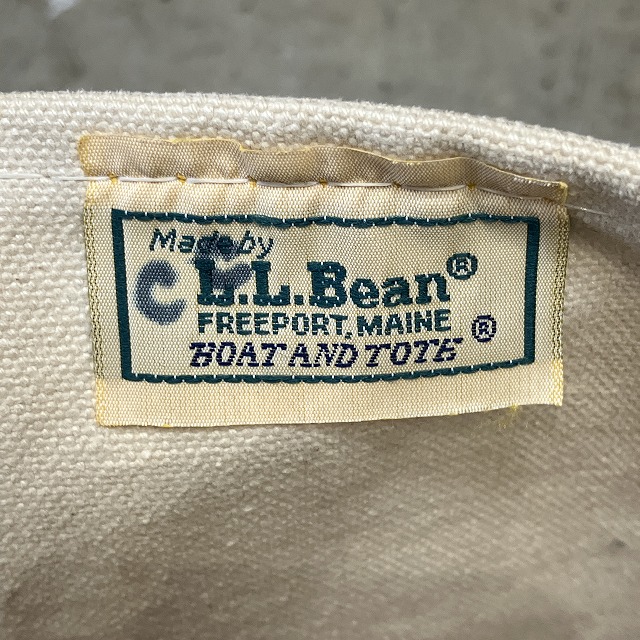 Made by
L.L.Bean®
FREEPORT, MAINE
BOAT AND TOTE ®